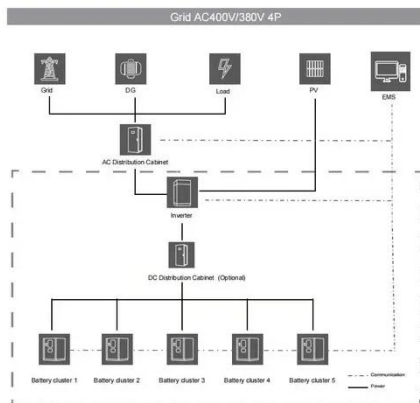 Grid AC400V/380V 4P
Grid
DG
Load
PV
EMS
AC Distribution Cabinet
Inverter
DC Distribution Cabinet (Optional)
Battery cluster 1
Battery cluster 2
Battery cluster 3
Battery cluster 4
Battery cluster 5
Communication
Power